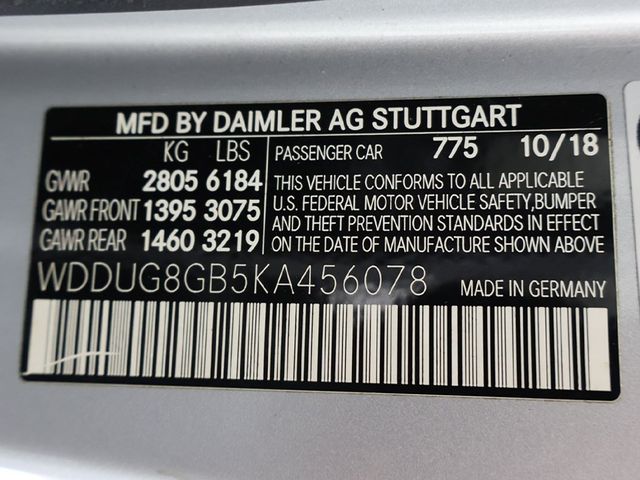 MFD BY DAIMLER AG STUTTGART
KG LBS
GVWR 2805 6184
GAWR FRONT 1395 3075
GAWR REAR 1460 3219
PASSENGER CAR 775 10/18
THIS VEHICLE CONFORMS TO ALL APPLICABLE
U.S. FEDERAL MOTOR VEHICLE SAFETY,BUMPER
AND THEFT PREVENTION STANDARDS IN EFFECT
ON THE DATE OF MANUFACTURE SHOWN ABOVE
WDDUG8GB5KA456078
MADE IN GERMANY